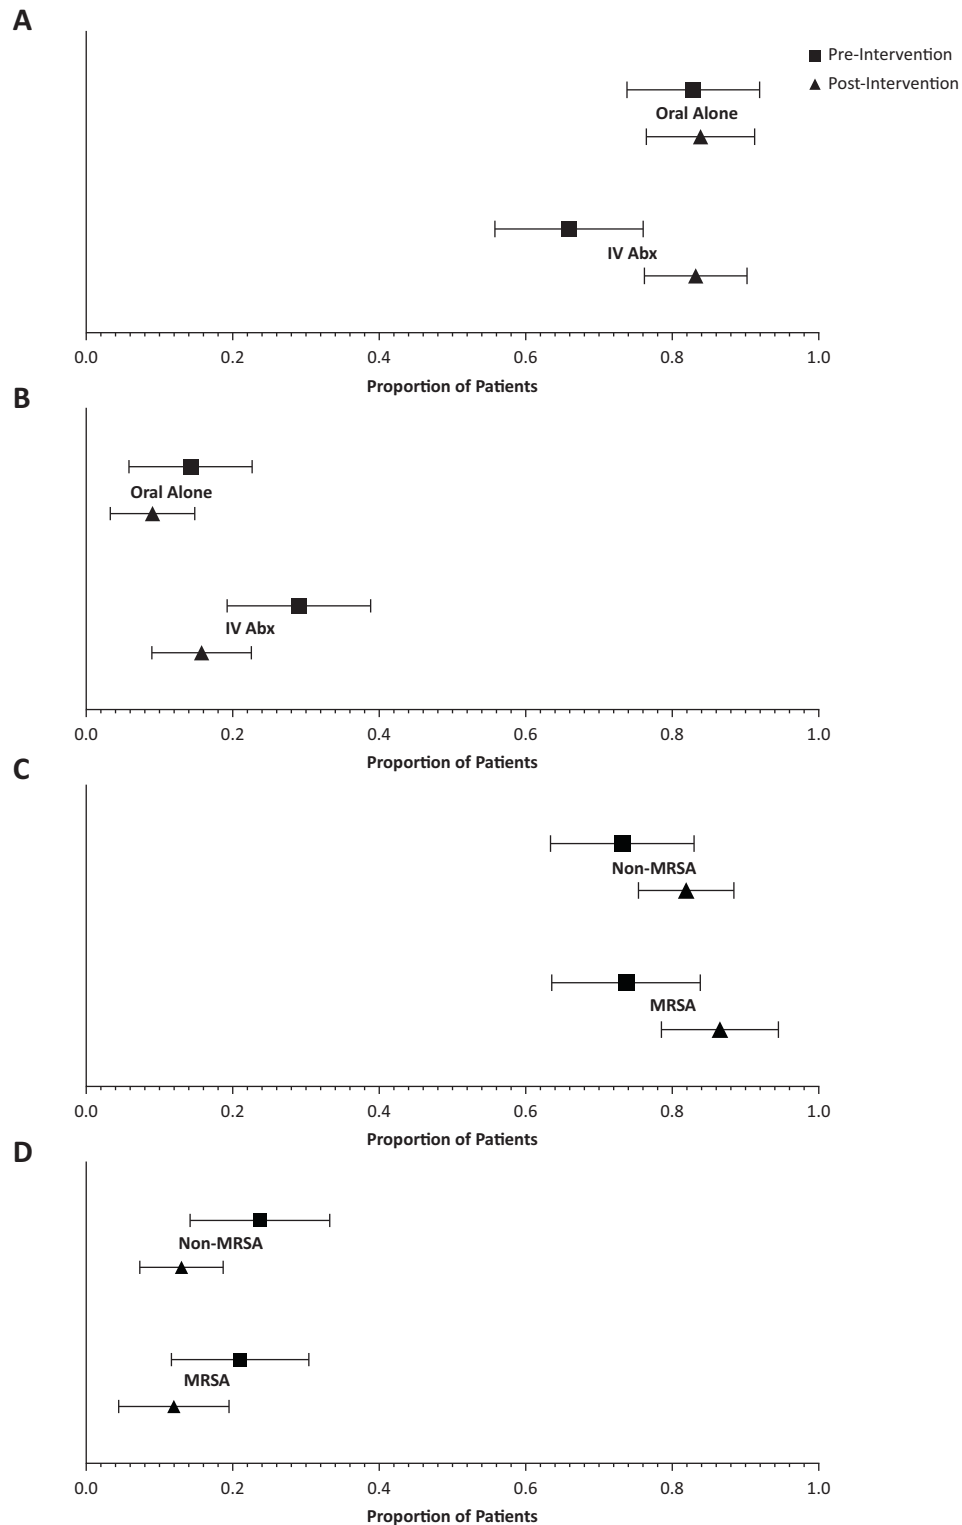 A
Pre-Intervention
Post-Intervention
Oral Alone
IV Abx
0.0 0.2 0.4 0.6 0.8 1.0
Proportion of Patients
B
Oral Alone
IV Abx
0.0 0.2 0.4 0.6 0.8 1.0
Proportion of Patients
C
Non-MRSA
MRSA
0.0 0.2 0.4 0.6 0.8 1.0
Proportion of Patients
D
Non-MRSA
MRSA
0.0 0.2 0.4 0.6 0.8 1.0
Proportion of Patients